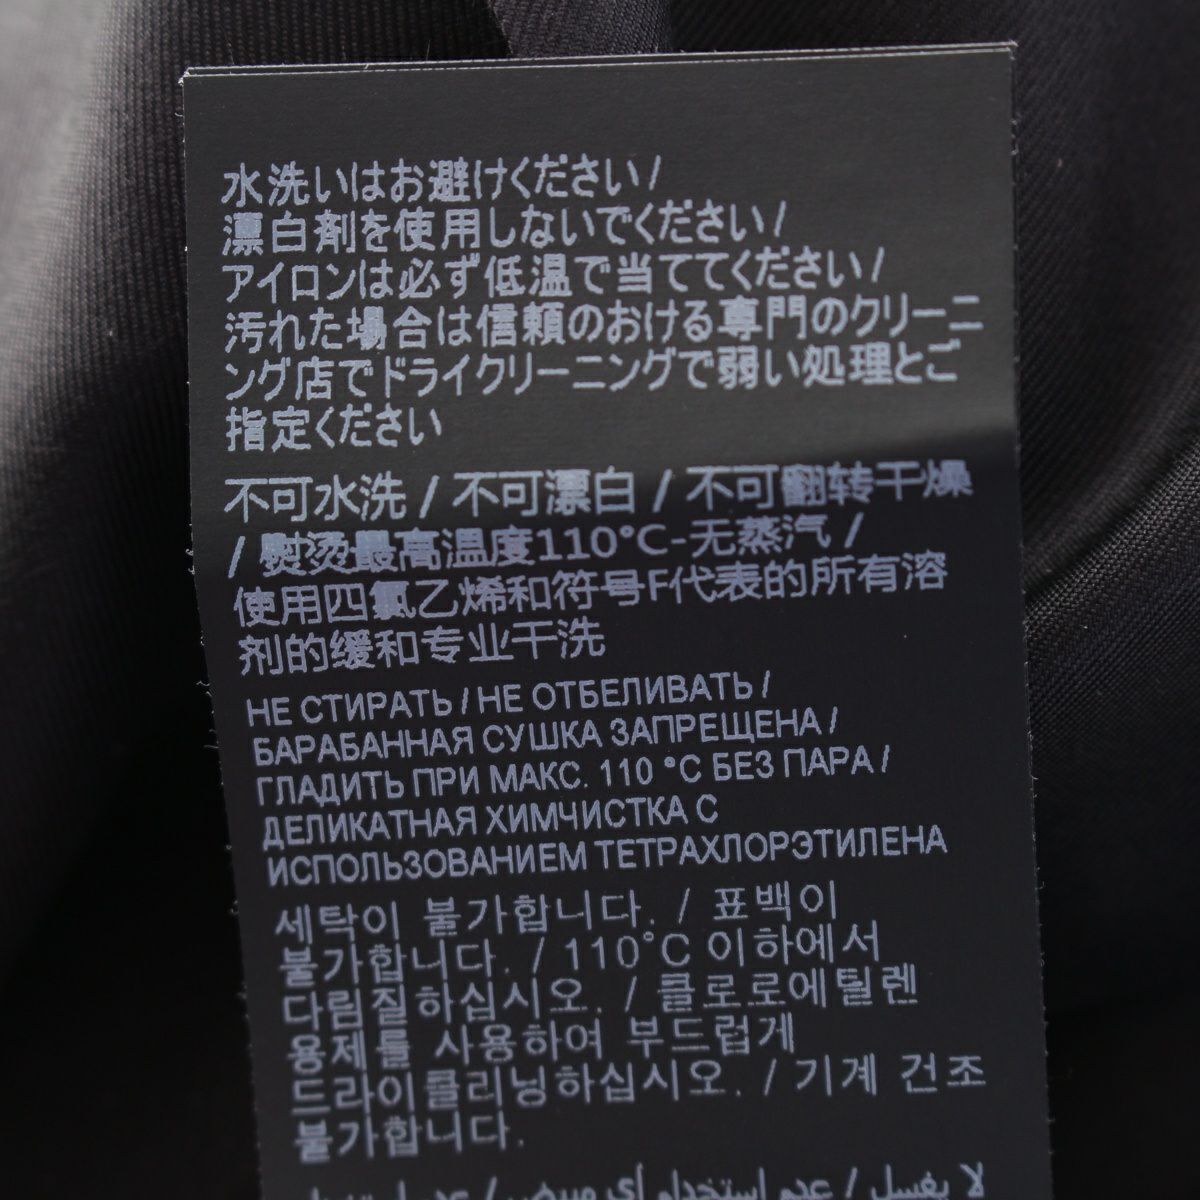 水洗いはお避けください/
漂白剤を使用しないでください/
アイロンは必ず低温で当ててください/
汚れた場合は信頼のおける専門のクリーニ
ング店でドライクリーニングで弱い処理とご
指定ください
不可水洗 / 不可漂白 / 不可翻转干燥
/ 熨烫最高温度110°C-无蒸汽 /
使用四氯乙烯和符号F代表的所有溶
剂的缓和专业干洗
НЕ СТИРАТЬ / НЕ ОТБЕЛИВАТЬ /
БАРАБАННАЯ СУШКА ЗАПРЕЩЕНА /
ГЛАДИТЬ ПРИ МАКС. 110 °C БЕЗ ПАРА /
ДЕЛИКАТНАЯ ХИМЧИСТКА С
ИСПОЛЬЗОВАНИЕМ ТЕТРАХЛОРЭТИЛЕНА
세탁이 불가합니다. / 표백이
불가합니다. / 110°C 이하에서
다림질하십시오. / 클로로에틸렌
용제를 사용하여 부드럽게
드라이클리닝하십시오. / 기계 건조
불가합니다.
لا يغسل / عدم استخدام أي مبيض /